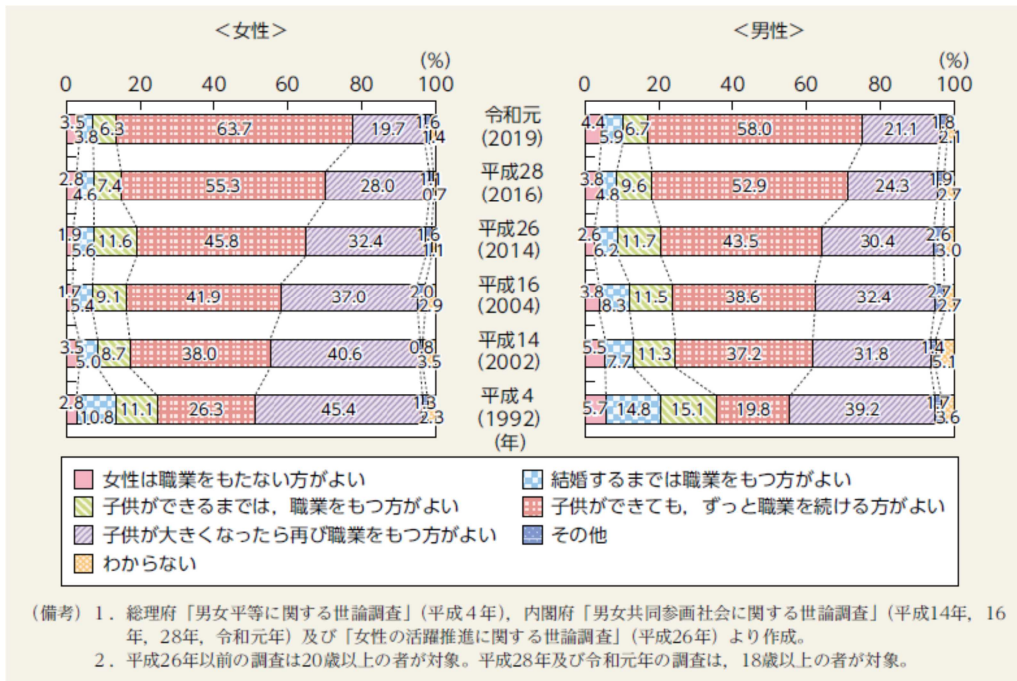 ＜女性＞ ＜男性＞
(%) (%)
0 20 40 60 80 100 0 20 40 60 80 100
3.5 3.8 6.3 63.7 19.7 1.6 1.4 令和元(2019) 4.4 5.9 6.7 58.0 21.1 1.8 2.1
2.8 4.6 7.4 55.3 28.0 1.1 0.7 平成28(2016) 3.8 4.8 9.6 52.9 24.3 1.9 2.7
1.9 5.6 11.6 45.8 32.4 1.6 1.1 平成26(2014) 2.6 6.2 11.7 43.5 30.4 2.6 3.0
1.7 5.4 9.1 41.9 37.0 2.0 2.9 平成16(2004) 3.8 8.3 11.5 38.6 32.4 2.7 2.7
3.5 5.0 8.7 38.0 40.6 0.8 3.5 平成14(2002) 5.5 7.7 11.3 37.2 31.8 1.4 5.1
2.8 10.8 11.1 26.3 45.4 1.3 2.3 平成4(1992) 5.7 14.8 15.1 19.8 39.2 1.7 3.6
(年)
女性は職業をもたない方がよい 結婚するまでは職業をもつ方がよい
子供ができるまでは，職業をもつ方がよい 子供ができても，ずっと職業を続ける方がよい
子供が大きくなったら再び職業をもつ方がよい その他
わからない
（備考）１．総理府「男女平等に関する世論調査」（平成４年），内閣府「男女共同参画社会に関する世論調査」（平成14年，16
年，28年，令和元年）及び「女性の活躍推進に関する世論調査」（平成26年）より作成。
２．平成26年以前の調査は20歳以上の者が対象。平成28年及び令和元年の調査は，18歳以上の者が対象。